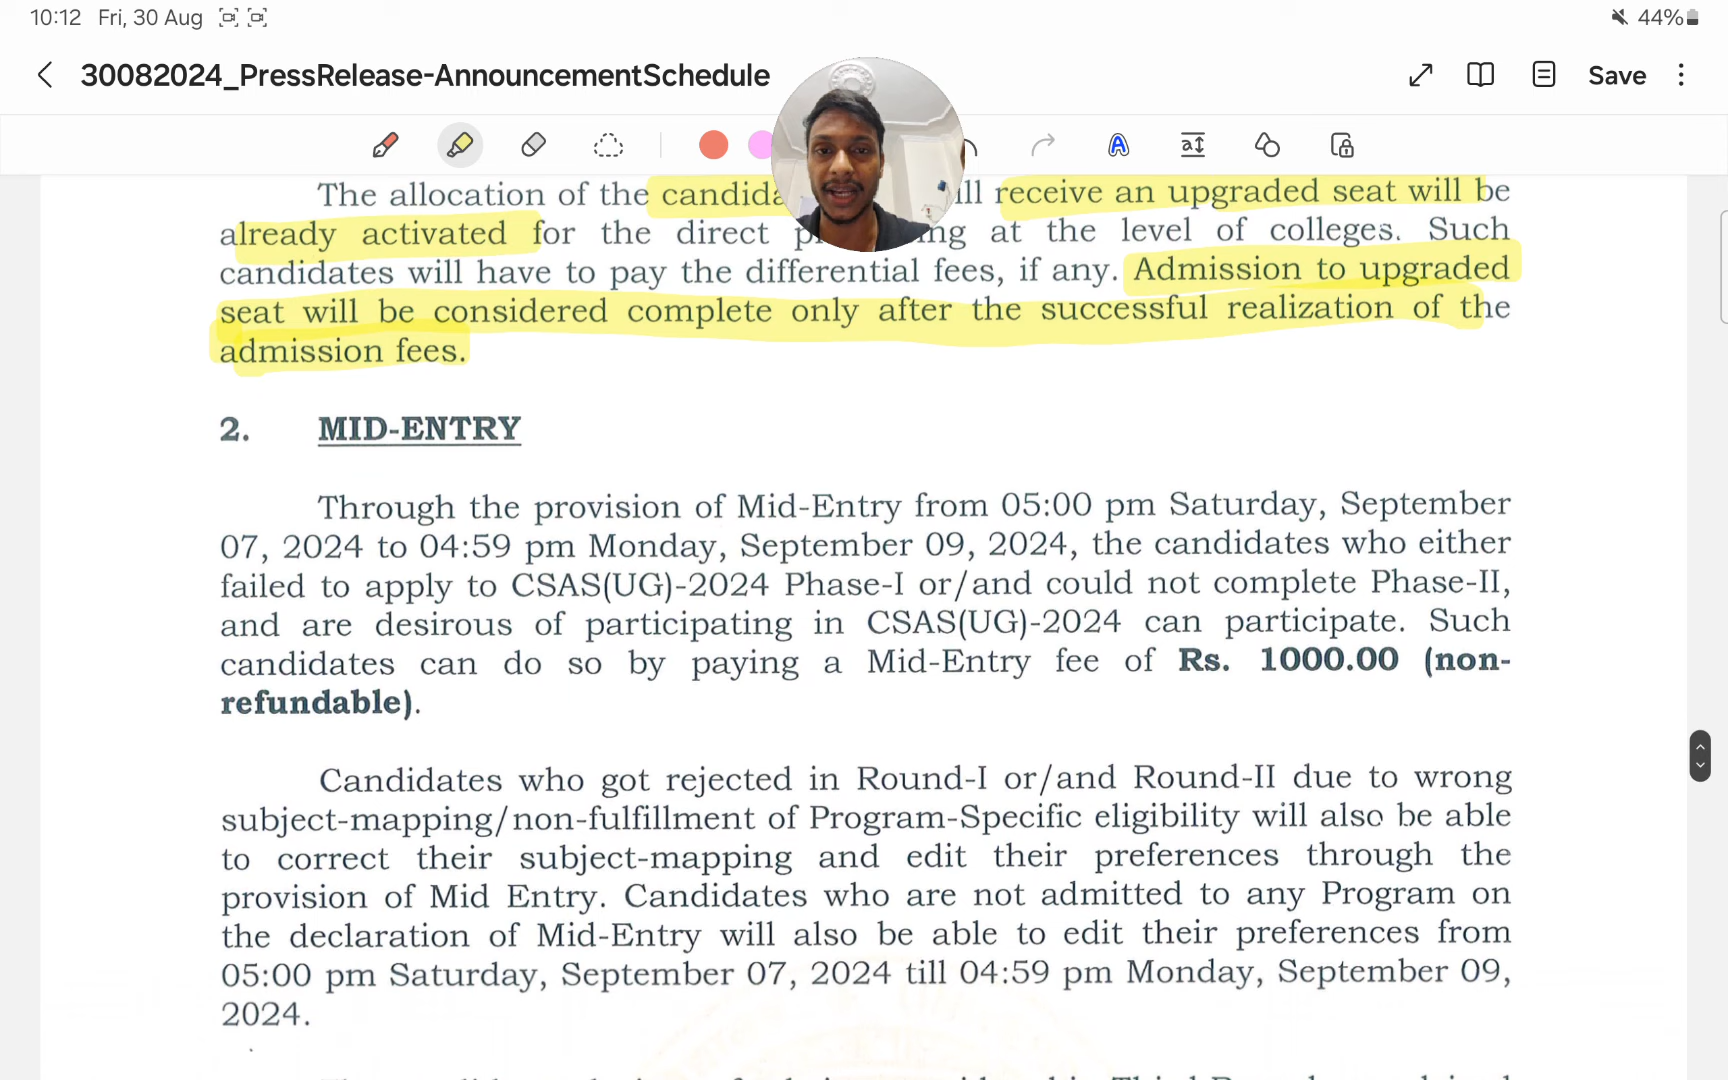 10:12 Fri, 30 Aug
44%
30082024_PressRelease-AnnouncementSchedule
Save
The allocation of the receive an upgraded seat will be
already activated for the direct at the level of colleges. Such
candidates will have to pay the differential fees, if any. Admission to upgraded
seat will be considered complete only after the successful realization of the
admission fees.
2. MID-ENTRY
Through the provision of Mid-Entry from 05:00 pm Saturday, September
07, 2024 to 04:59 pm Monday, September 09, 2024, the candidates who either
failed to apply to CSAS(UG)-2024 Phase-I or/and could not complete Phase-II,
and are desirous of participating in CSAS(UG)-2024 can participate. Such
candidates can do so by paying a Mid-Entry fee of Rs. 1000.00 (non-
refundable).
Candidates who got rejected in Round-I or/and Round-II due to wrong
subject-mapping/non-fulfillment of Program-Specific eligibility will also be able
to correct their subject-mapping and edit their preferences through the
provision of Mid Entry. Candidates who are not admitted to any Program on
the declaration of Mid-Entry will also be able to edit their preferences from
05:00 pm Saturday, September 07, 2024 till 04:59 pm Monday, September 09,
2024.